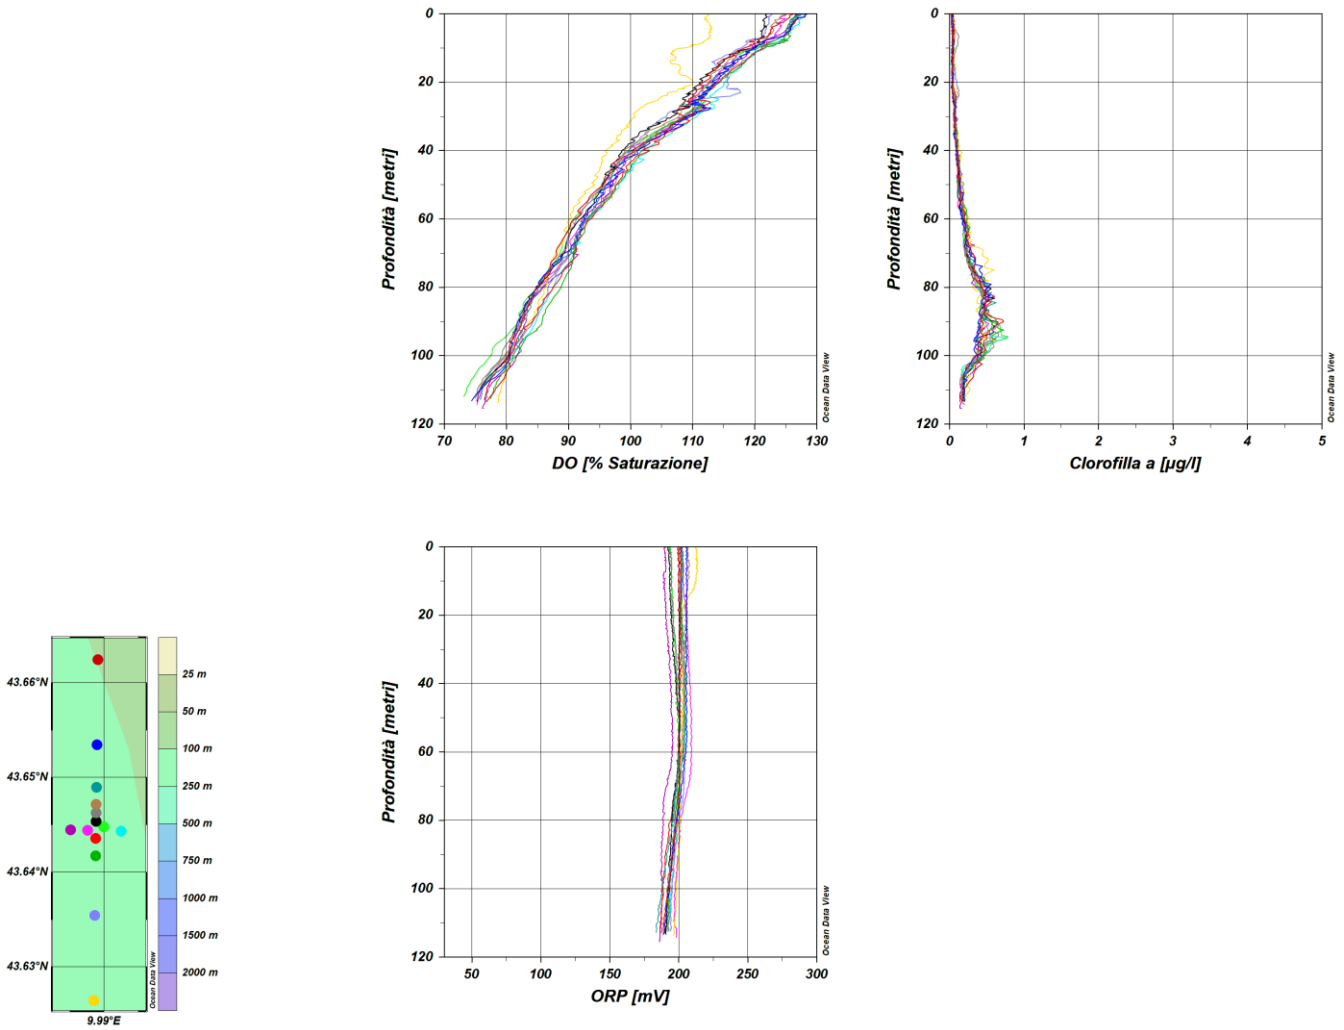 0
20
40
60
80
100
120
Profondità [metri]
70 80 90 100 110 120 130
DO [% Saturazione]
Ocean Data View
0
20
40
60
80
100
120
Profondità [metri]
0 1 2 3 4 5
Clorofilla a [µg/l]
Ocean Data View
0
20
40
60
80
100
120
Profondità [metri]
50 100 150 200 250 300
ORP [mV]
Ocean Data View
43.66°N
43.65°N
43.64°N
43.63°N
9.99°E
Ocean Data View
25 m
50 m
100 m
250 m
500 m
750 m
1000 m
1500 m
2000 m